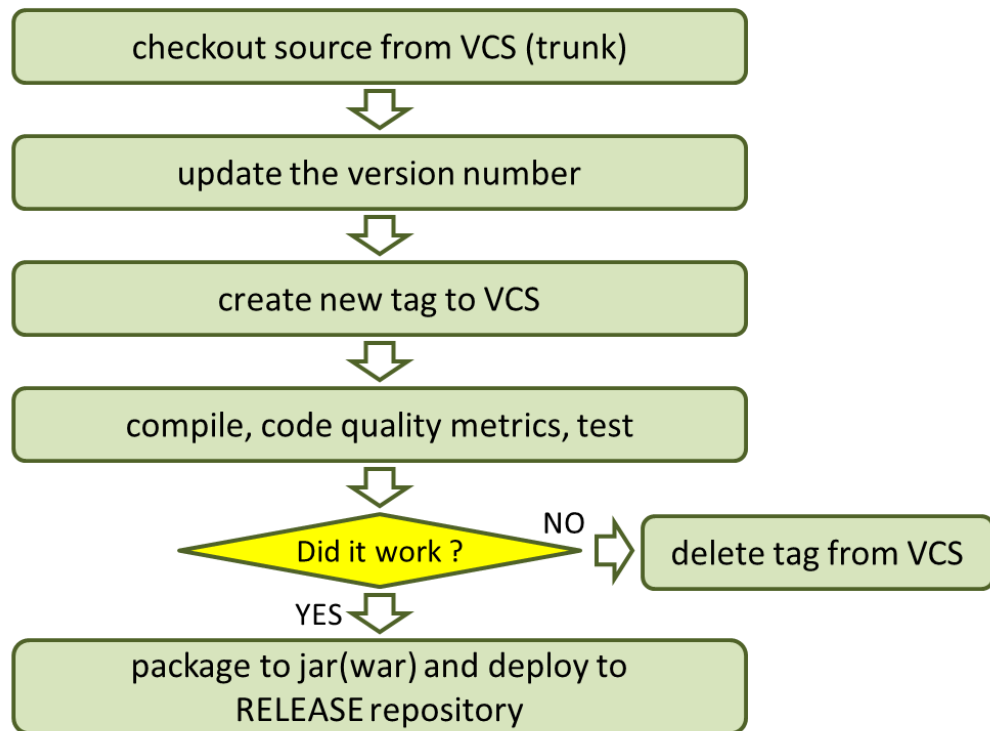 checkout source from VCS (trunk)
update the version number
create new tag to VCS
compile, code quality metrics, test
Did it work ?
NO
delete tag from VCS
YES
package to jar(war) and deploy to
RELEASE repository